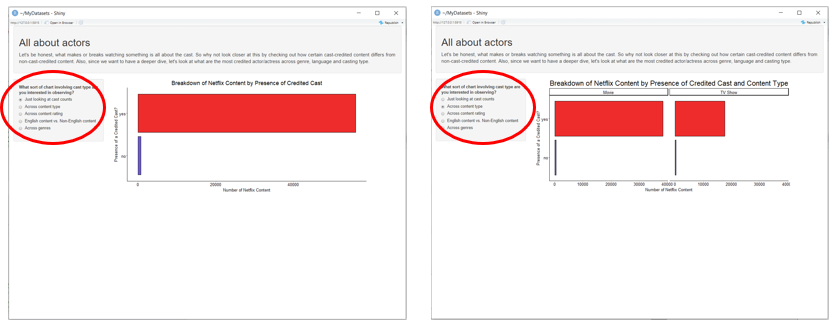 ~/MyDatasets - Shiny
Open in Browser
Republish
All about actors
Let's be honest, what makes or breaks watching something is all about the cast. So why not look closer at this by checking out how certain cast-credited content differs from
non-cast-credited content. Also, since we want to have a deeper dive, let's look at what are the most credited actor/actress across genre, language and casting type.
What sort of chart involving cast type are
you interested in observing?
Just looking at cast counts
Across content type
Across content rating
English content vs. Non-English content
Across genres
Breakdown of Netflix Content by Presence of Credited Cast
Presence of a Credited Cast?
yes
no
0 20000 40000
Number of Netflix Content
~/MyDatasets - Shiny
Open in Browser
Republish
All about actors
Let's be honest, what makes or breaks watching something is all about the cast. So why not look closer at this by checking out how certain cast-credited content differs from
non-cast-credited content. Also, since we want to have a deeper dive, let's look at what are the most credited actor/actress across genre, language and casting type.
What sort of chart involving cast type are
you interested in observing?
Just looking at cast counts
Across content type
Across content rating
English content vs. Non-English content
Across genres
Breakdown of Netflix Content by Presence of Credited Cast and Content Type
Movie TV Show
Presence of a Credited Cast?
yes
no
0 10000 20000 30000 40000 0 10000 20000 30000
Number of Netflix Content